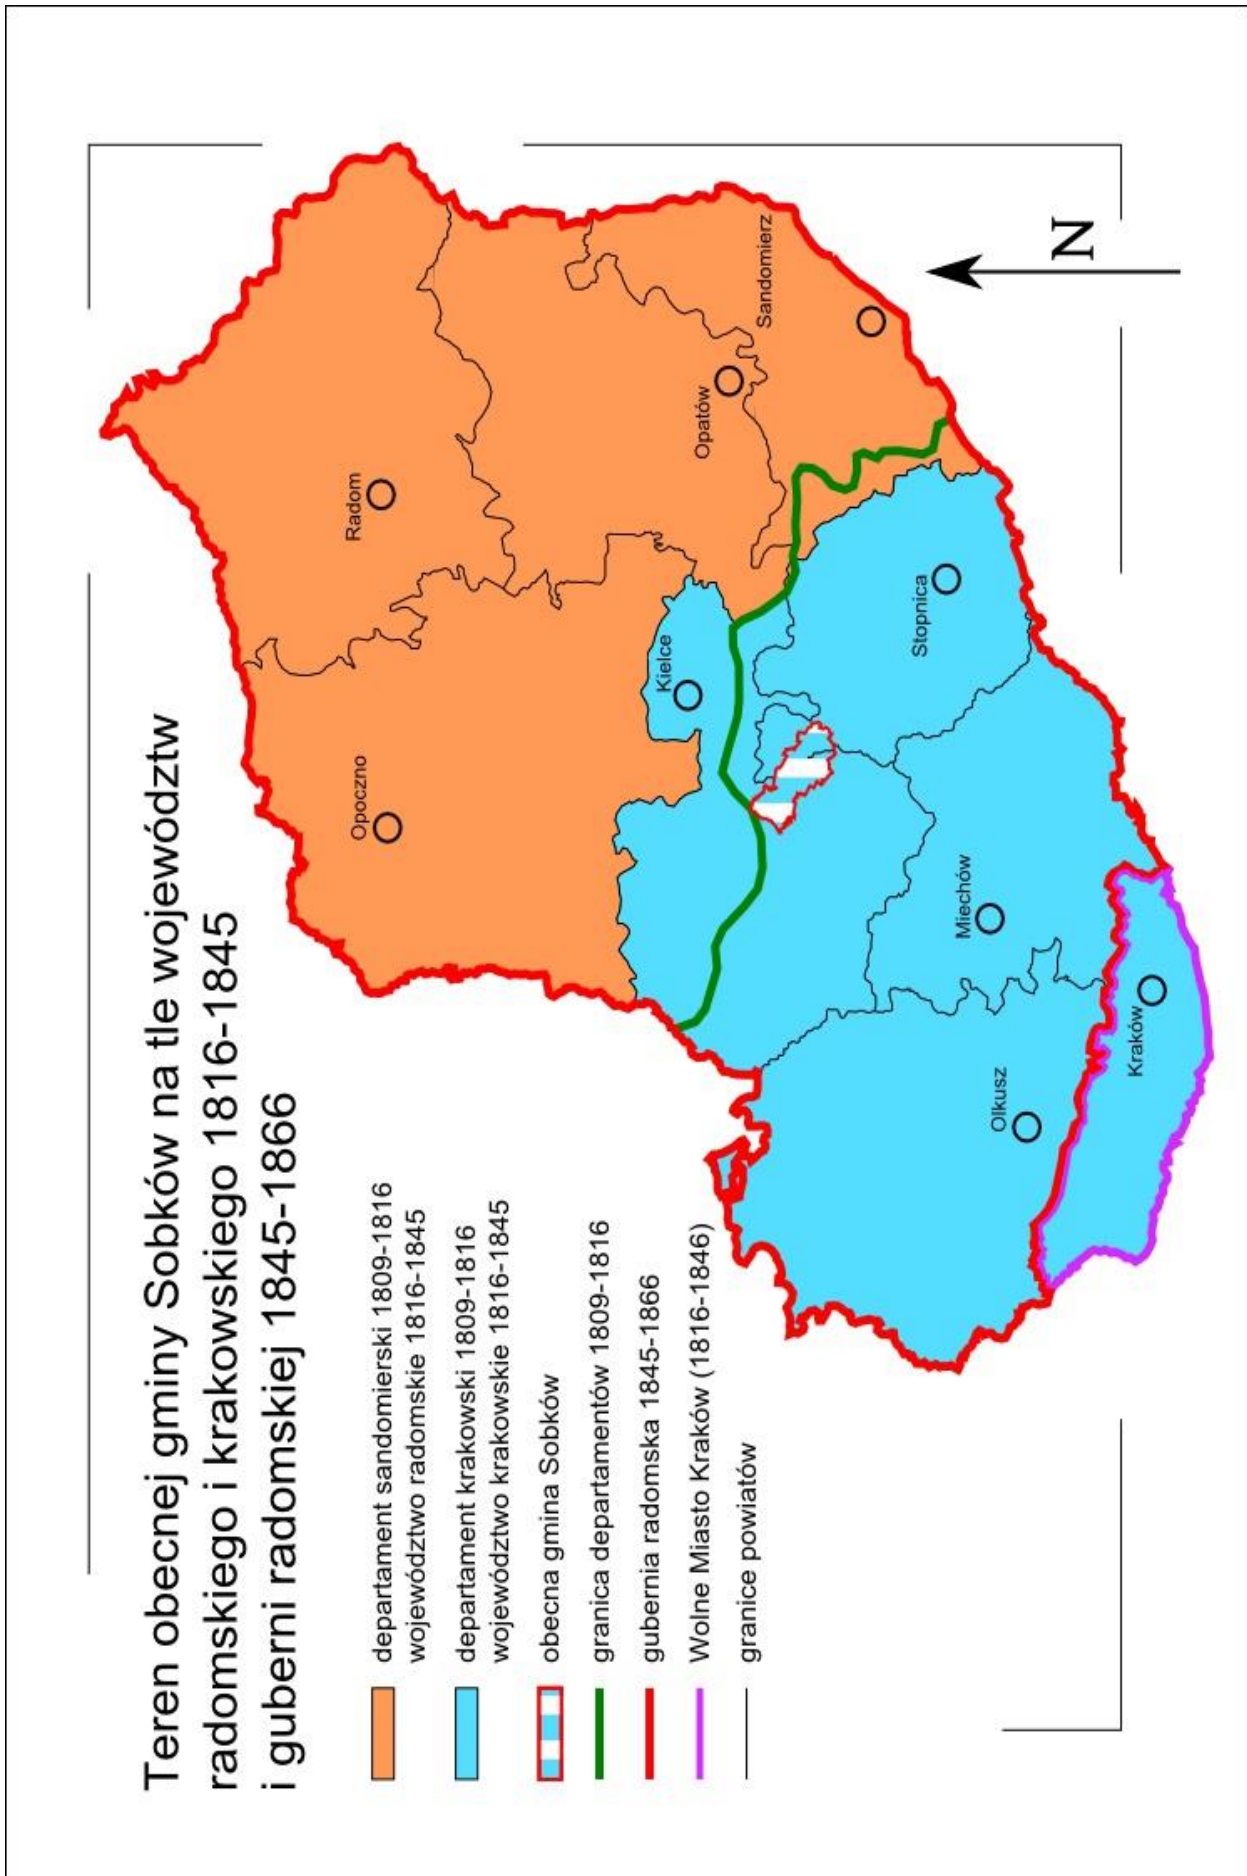 Teren obecnej gminy Sobków na tle województw
radomskiego i krakowskiego 1816-1845
i guberni radomskiej 1845-1866
departament sandomierski 1809-1816
województwo radomskie 1816-1845
departament krakowski 1809-1816
województwo krakowskie 1816-1845
obecna gmina Sobków
granica departamentów 1809-1816
gubernia radomska 1845-1866
Wolne Miasto Kraków (1816-1846)
granice powiatów
Opoczno
Radom
Kielce
Opatów
Sandomierz
Stopnica
Miechów
Olkusz
Kraków
N